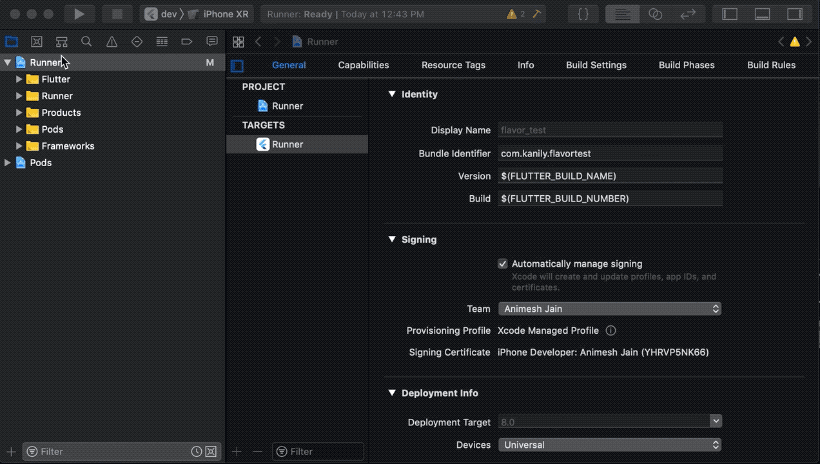 dev iPhone XR Runner: Ready | Today at 12:43 PM 2
Runner
General Capabilities Resource Tags Info Build Settings Build Phases Build Rules
Runner M
Flutter
Runner
Products
Pods
Frameworks
Pods
Filter
PROJECT
Runner
TARGETS
Runner
Filter
Identity
Display Name flavor_test
Bundle Identifier com.kanily.flavortest
Version $(FLUTTER_BUILD_NAME)
Build $(FLUTTER_BUILD_NUMBER)
Signing
Automatically manage signing
Xcode will create and update profiles, app IDs, and
certificates.
Team Animesh Jain
Provisioning Profile Xcode Managed Profile
Signing Certificate iPhone Developer: Animesh Jain (YHRVP5NK66)
Deployment Info
Deployment Target 8.0
Devices Universal